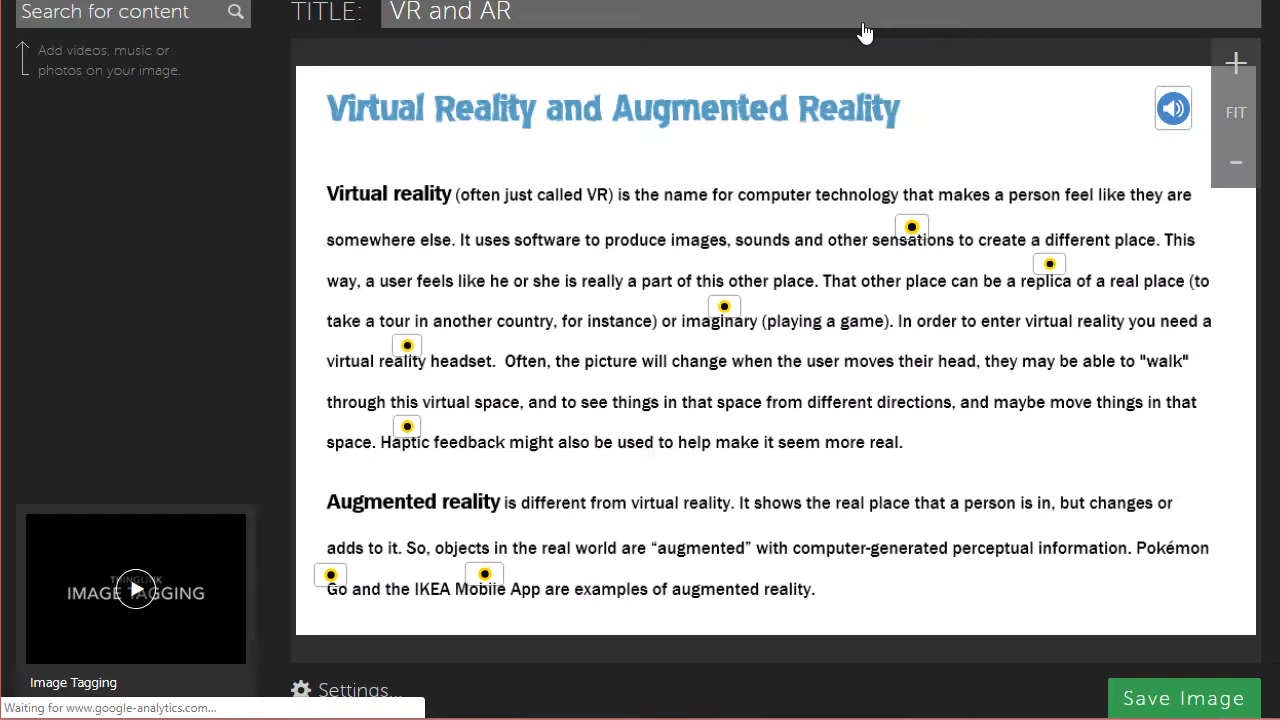 Search for content
TITLE: VR and AR
Add videos, music or
photos on your image.
+
FIT
-
Virtual Reality and Augmented Reality
Virtual reality (often just called VR) is the name for computer technology that makes a person feel like they are
somewhere else. It uses software to produce images, sounds and other sensations to create a different place. This
way, a user feels like he or she is really a part of this other place. That other place can be a replica of a real place (to
take a tour in another country, for instance) or imaginary (playing a game). In order to enter virtual reality you need a
virtual reality headset.  Often, the picture will change when the user moves their head, they may be able to "walk"
through this virtual space, and to see things in that space from different directions, and maybe move things in that
space. Haptic feedback might also be used to help make it seem more real.
Augmented reality is different from virtual reality. It shows the real place that a person is in, but changes or
adds to it. So, objects in the real world are “augmented” with computer-generated perceptual information. Pokémon
Go and the IKEA Mobile App are examples of augmented reality.
THINGLINK
IMAGE TAGGING
Image Tagging
Settings...
Save Image
Waiting for www.google-analytics.com...